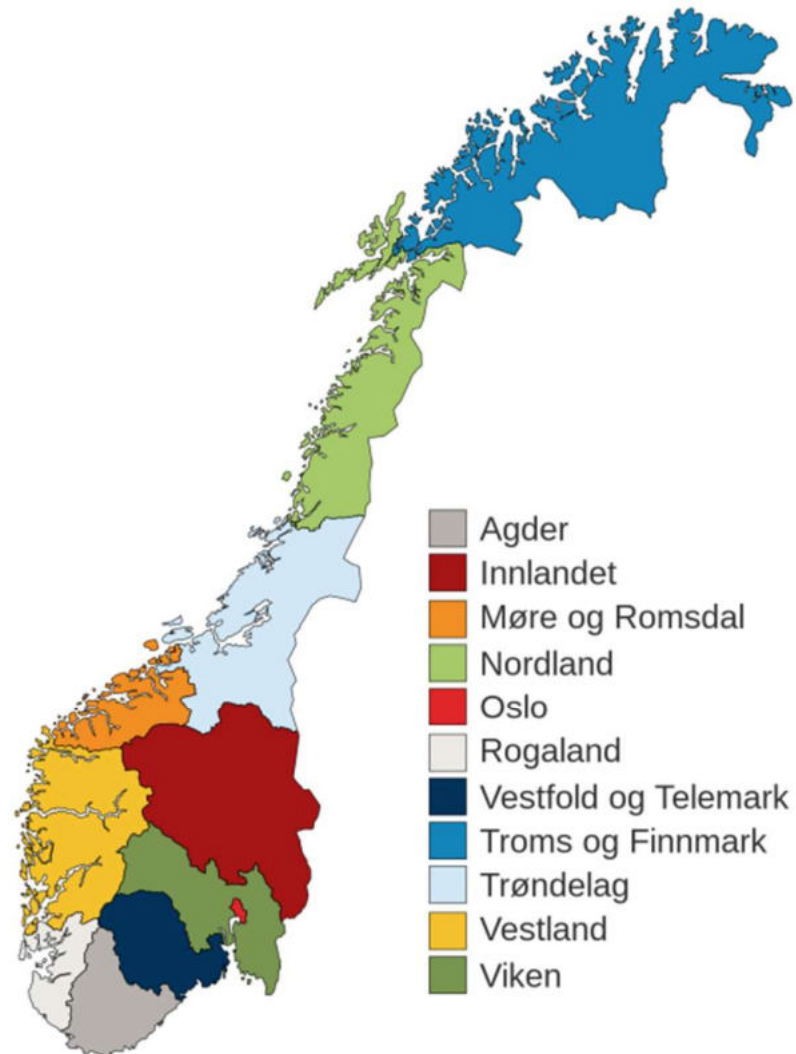 Agder
Innlandet
Møre og Romsdal
Nordland
Oslo
Rogaland
Vestfold og Telemark
Troms og Finnmark
Trøndelag
Vestland
Viken